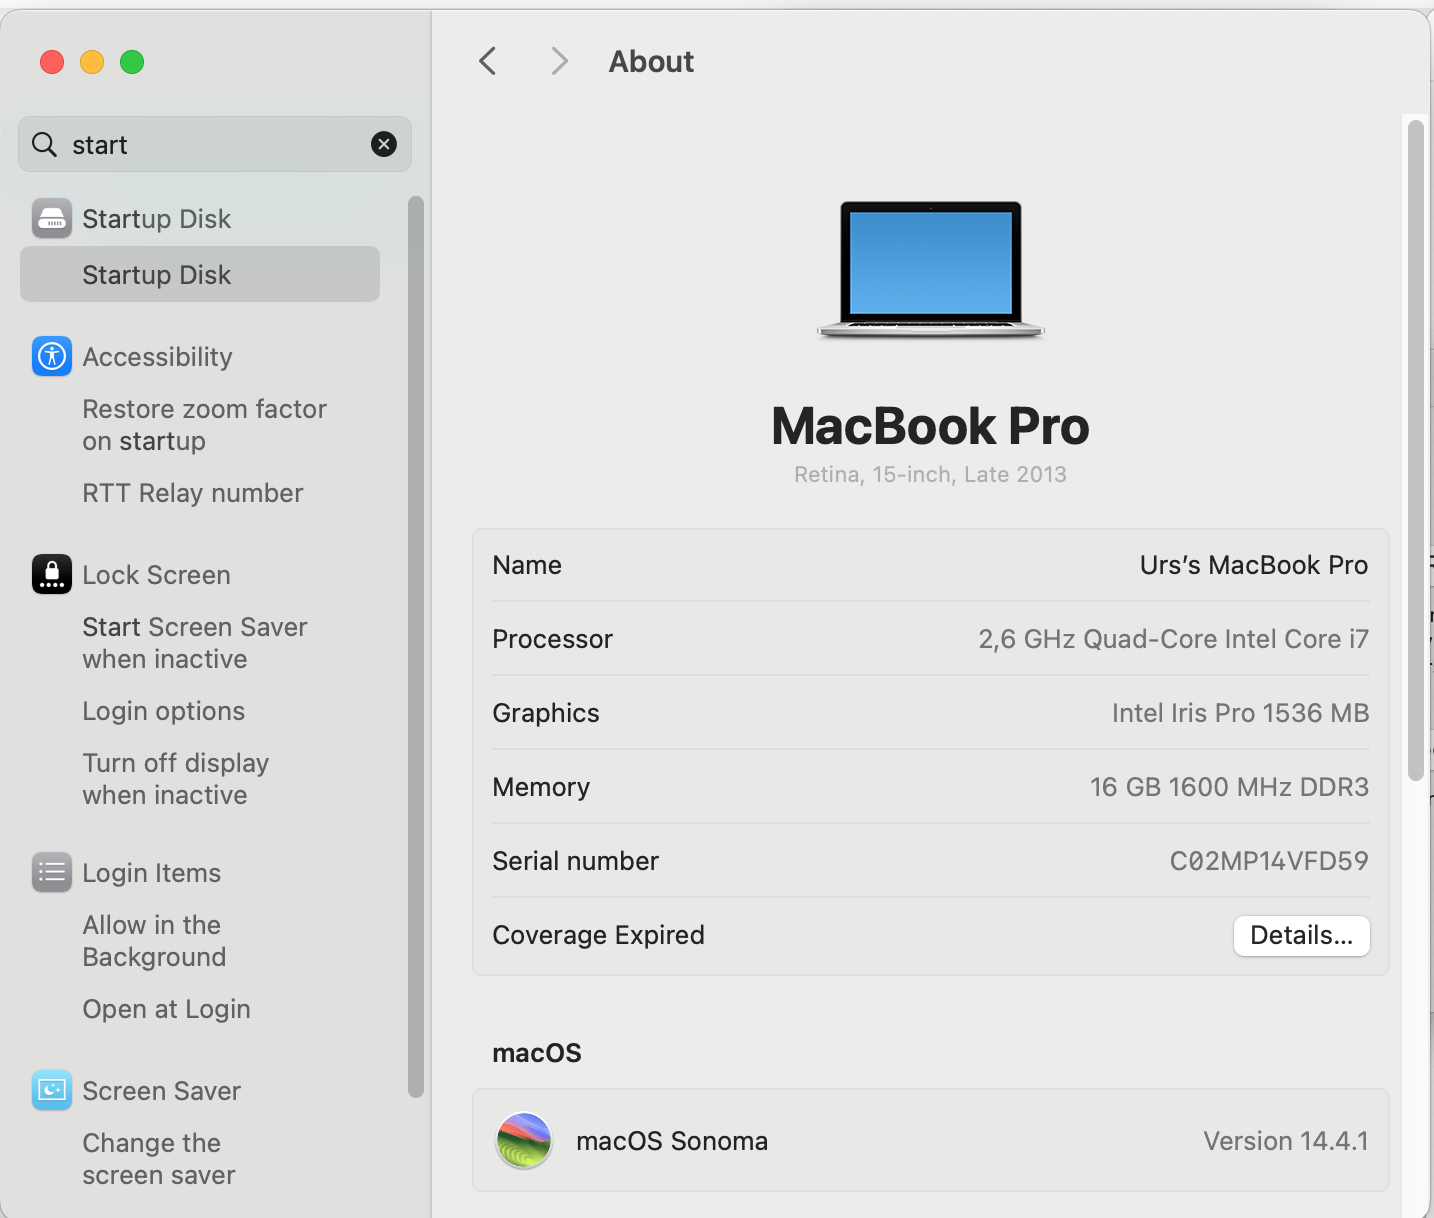 start
Startup Disk
Startup Disk
Accessibility
Restore zoom factor
on startup
RTT Relay number
Lock Screen
Start Screen Saver
when inactive
Login options
Turn off display
when inactive
Login Items
Allow in the
Background
Open at Login
Screen Saver
Change the
screen saver
About
MacBook Pro
Retina, 15-inch, Late 2013
Name Urs’s MacBook Pro
Processor 2,6 GHz Quad-Core Intel Core i7
Graphics Intel Iris Pro 1536 MB
Memory 16 GB 1600 MHz DDR3
Serial number C02MP14VFD59
Coverage Expired Details...
macOS
macOS Sonoma Version 14.4.1